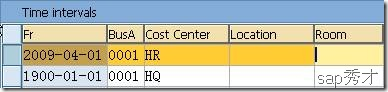 Time intervals
Fr BusA Cost Center Location Room
2009-04-01 0001 HR
1900-01-01 0001 HQ
sap秀才